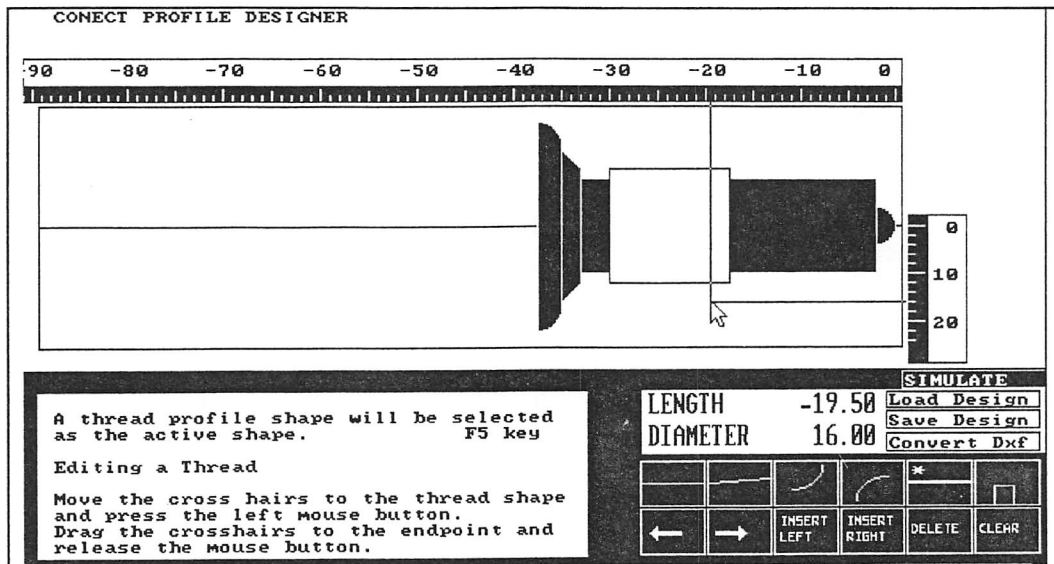 CONECT PROFILE DESIGNER
-90 -80 -70 -60 -50 -40 -30 -20 -10 0
0
10
20
A thread profile shape will be selected
as the active shape. F5 key
Editing a Thread
Move the cross hairs to the thread shape
and press the left mouse button.
Drag the crosshairs to the endpoint and
release the mouse button.
LENGTH -19.50
DIAMETER 16.00
SIMULATE
Load Design
Save Design
Convert Dxf
*
INSERT LEFT
INSERT RIGHT
DELETE
CLEAR